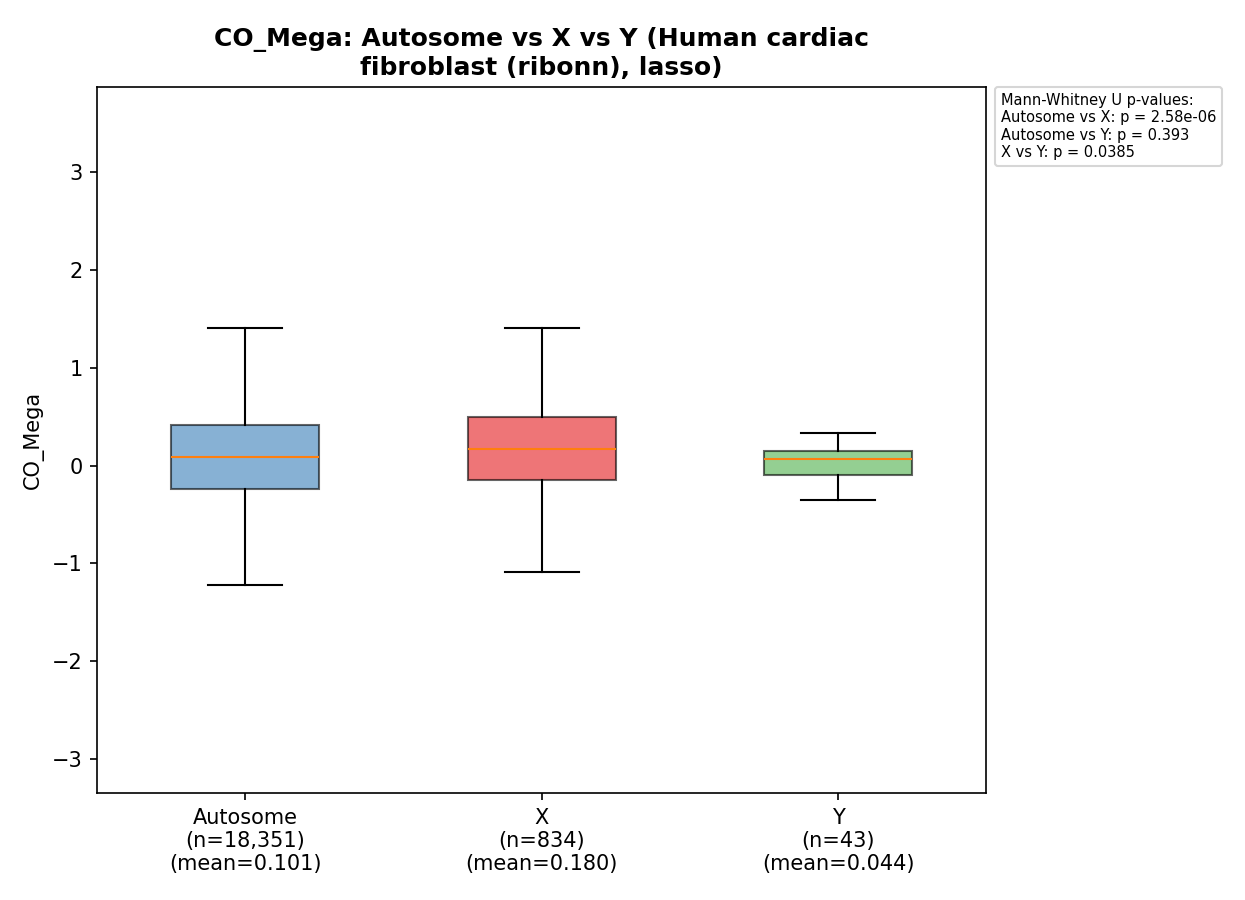 CO_Mega: Autosome vs X vs Y (Human cardiac
fibroblast (ribonn), lasso)
Mann-Whitney U p-values:
Autosome vs X: p = 2.58e-06
Autosome vs Y: p = 0.393
X vs Y: p = 0.0385
CO_Mega
3
2
1
0
−1
−2
−3
Autosome
(n=18,351)
(mean=0.101)
X
(n=834)
(mean=0.180)
Y
(n=43)
(mean=0.044)